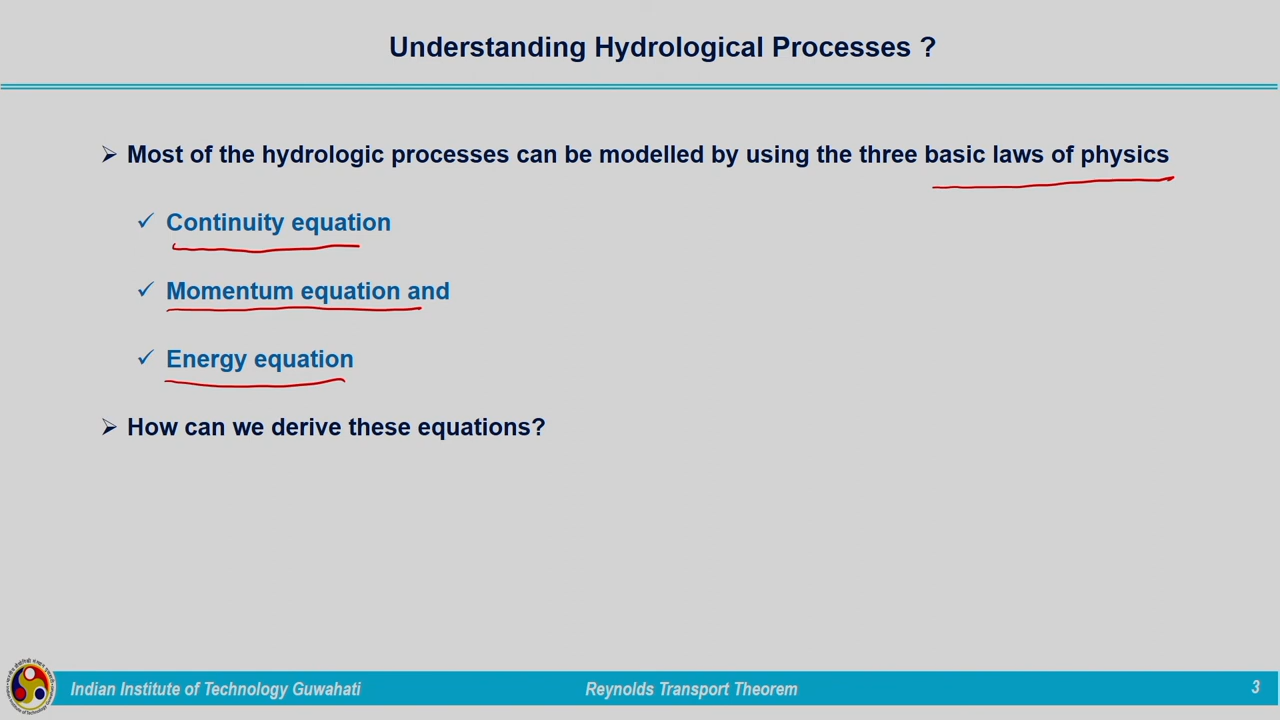 Understanding Hydrological Processes ?
Most of the hydrologic processes can be modelled by using the three basic laws of physics
Continuity equation
Momentum equation and
Energy equation
How can we derive these equations?
Indian Institute of Technology Guwahati
Reynolds Transport Theorem
3